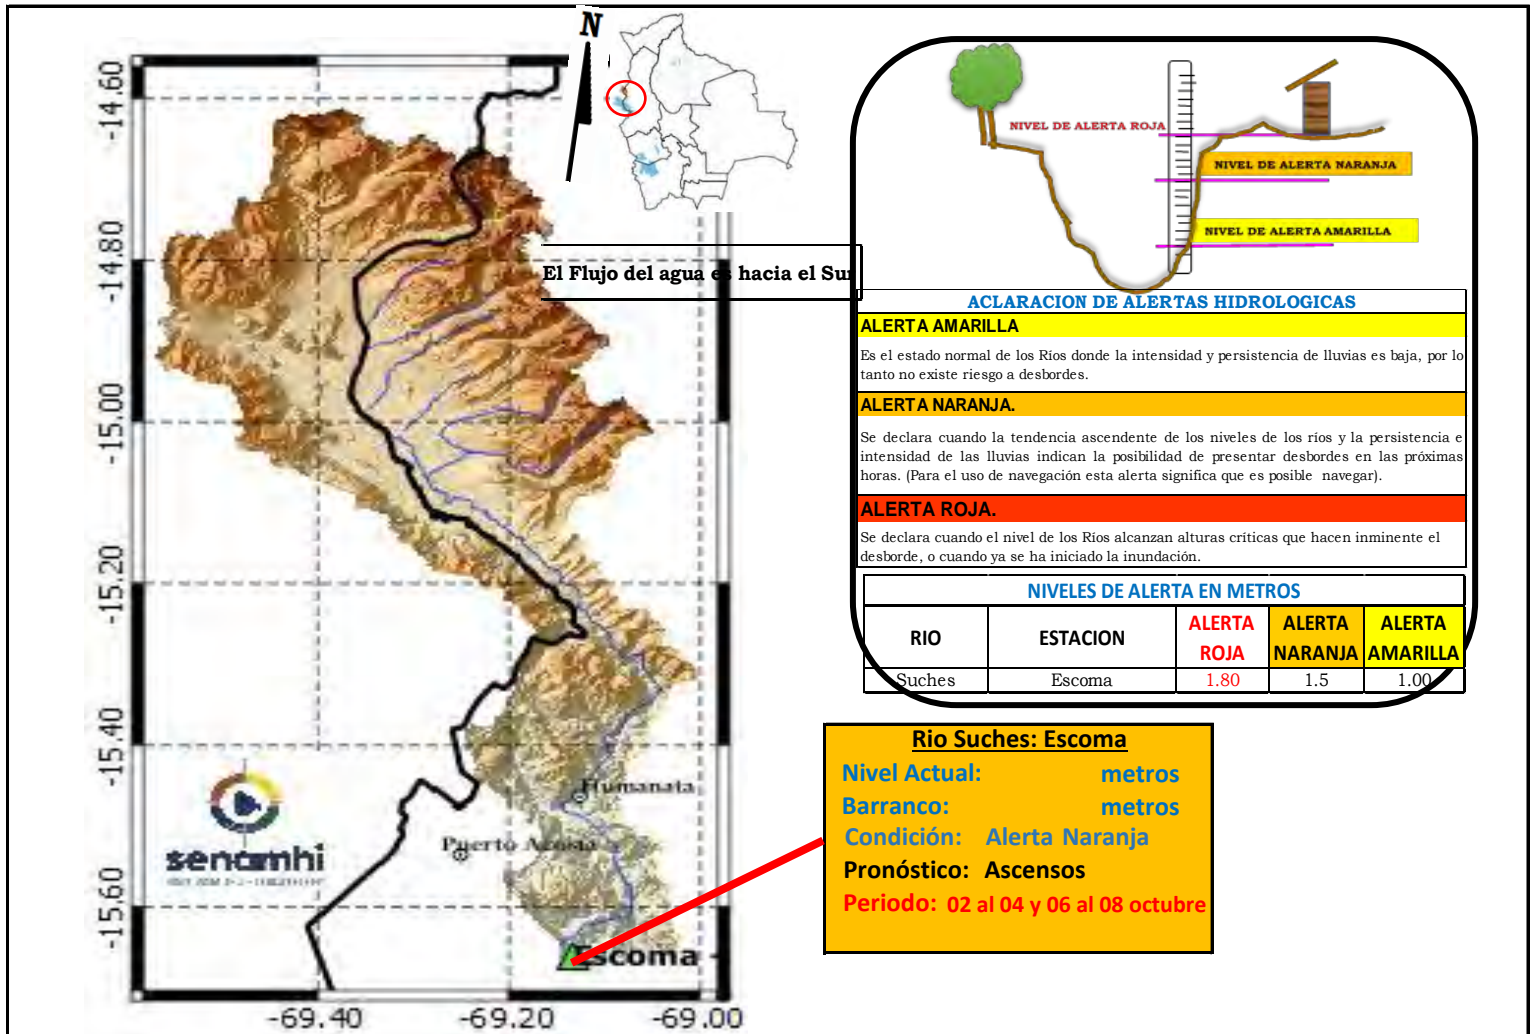 N
-14.60
-14.80
-15.00
-15.20
-15.40
-15.60
-69.40
-69.20
-69.00
El Flujo del agua es hacia el Sur
Humanata
Puerto Acosta
Escoma
senamhi
NIVEL DE ALERTA ROJA
NIVEL DE ALERTA NARANJA
NIVEL DE ALERTA AMARILLA
ACLARACION DE ALERTAS HIDROLOGICAS
ALERTA AMARILLA
Es el estado normal de los Ríos donde la intensidad y persistencia de lluvias es baja, por lo
tanto no existe riesgo a desbordes.
ALERTA NARANJA.
Se declara cuando la tendencia ascendente de los niveles de los ríos y la persistencia e
intensidad de las lluvias indican la posibilidad de presentar desbordes en las próximas
horas. (Para el uso de navegación esta alerta significa que es posible navegar).
ALERTA ROJA.
Se declara cuando el nivel de los Ríos alcanzan alturas críticas que hacen inminente el
desborde, o cuando ya se ha iniciado la inundación.
NIVELES DE ALERTA EN METROS
RIO ESTACION ALERTA ROJA ALERTA NARANJA ALERTA AMARILLA
Suches Escoma 1.80 1.5 1.00
Rio Suches: Escoma
Nivel Actual: metros
Barranco: metros
Condición: Alerta Naranja
Pronóstico: Ascensos
Periodo: 02 al 04 y 06 al 08 octubre